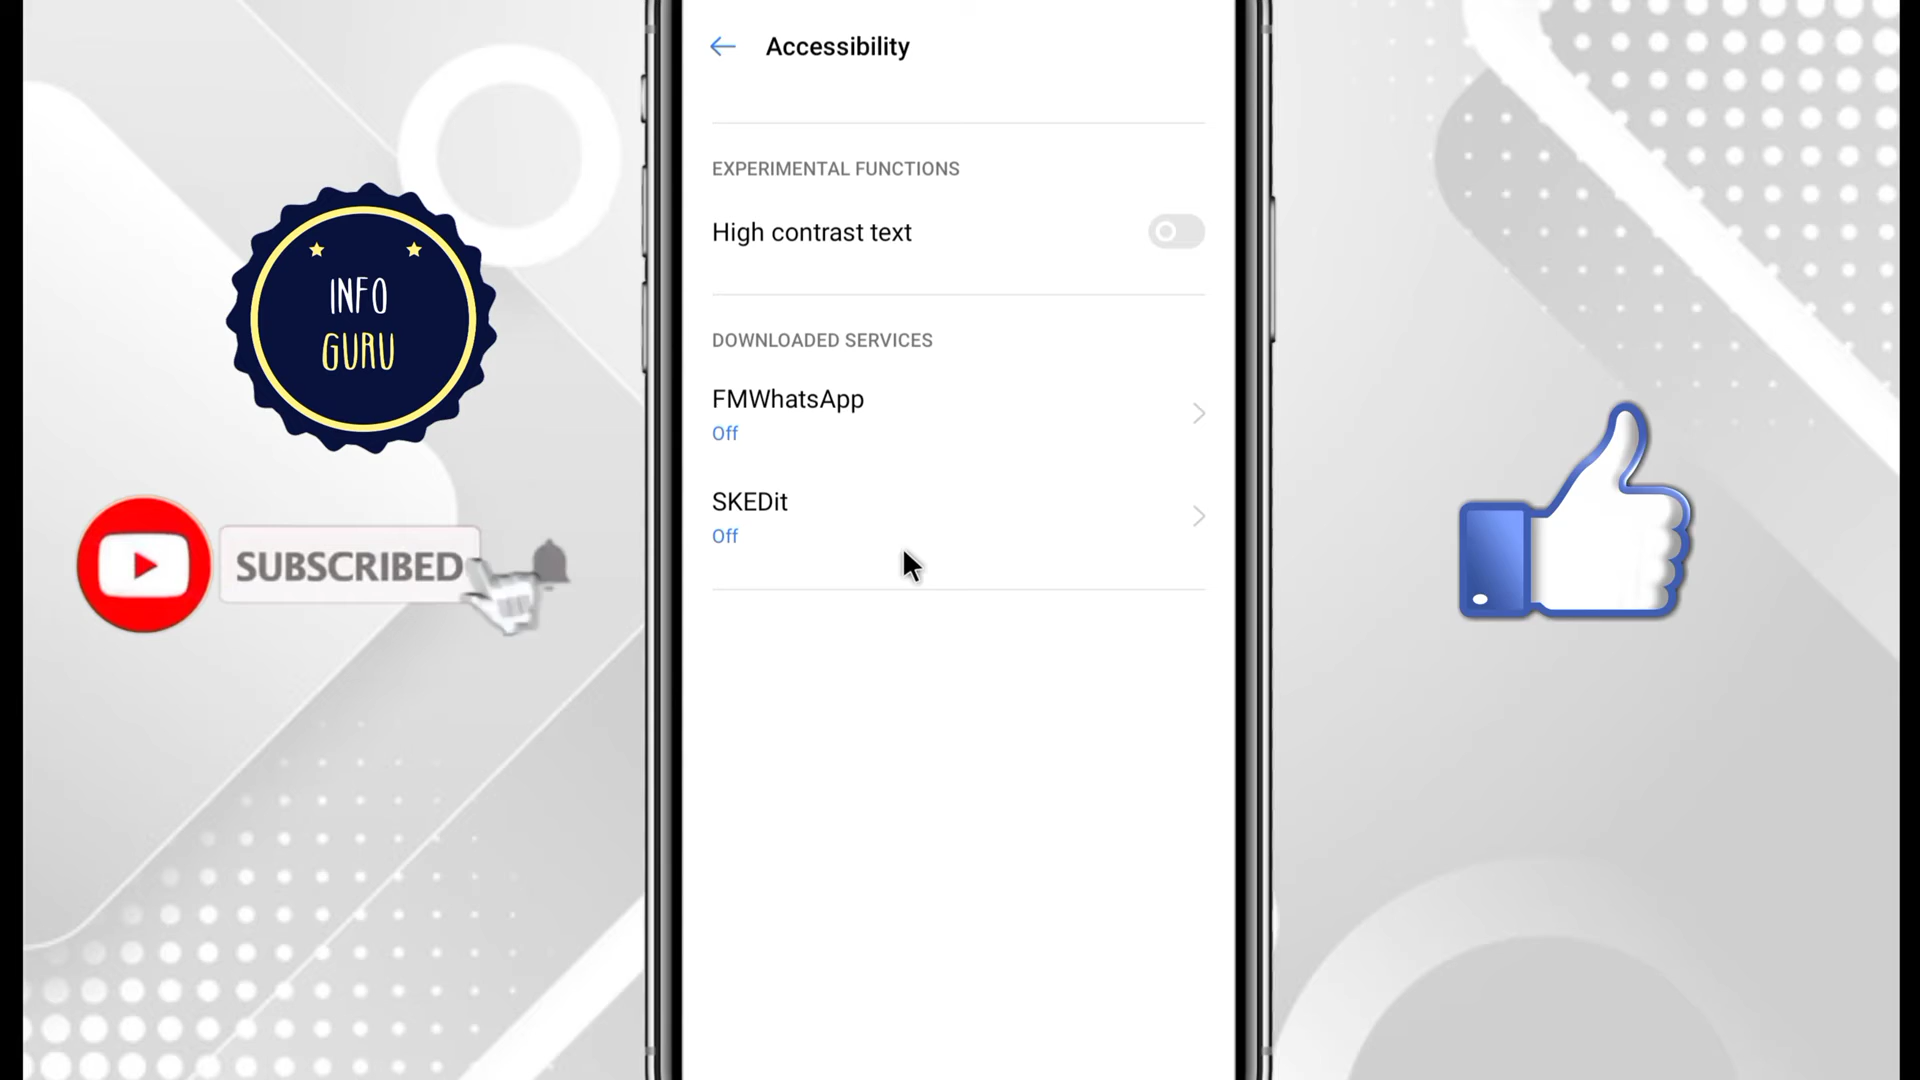 Accessibility
EXPERIMENTAL FUNCTIONS
High contrast text
DOWNLOADED SERVICES
FMWhatsApp
Off
SKEDit
Off
INFO
GURU
SUBSCRIBED